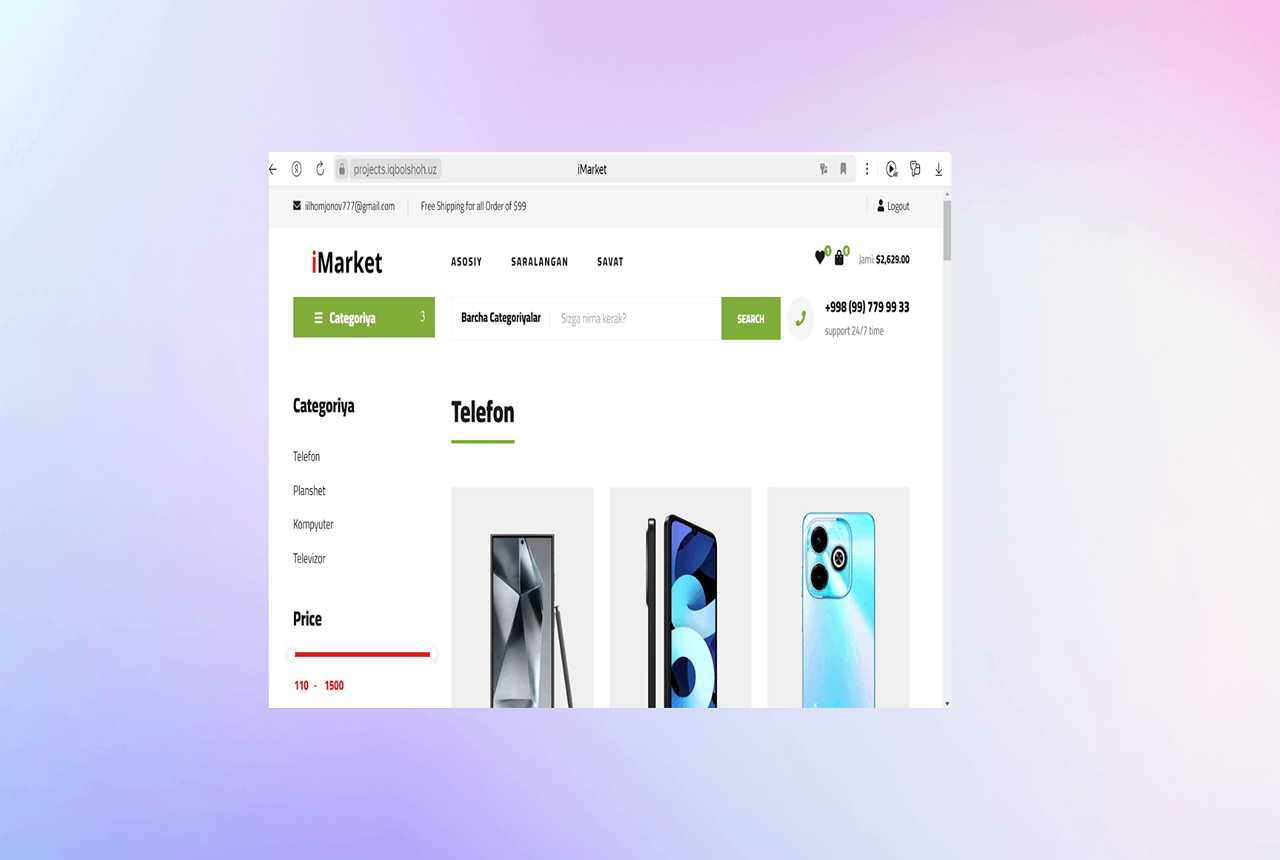 projects.iqbolshoh.uz
iMarket
iilhomjonov777@gmail.com
Free Shipping for all Order of $99
Logout
iMarket
ASOSIY
SARALANGAN
SAVAT
Jami: $2,629.00
Categoriya
3
Barcha Categoriyalar
Sizga nima kerak?
SEARCH
+998 (99) 779 99 33
support 24/7 time
Categoriya
Telefon
Planshet
Kompyuter
Televizor
Price
110 - 1500
Telefon